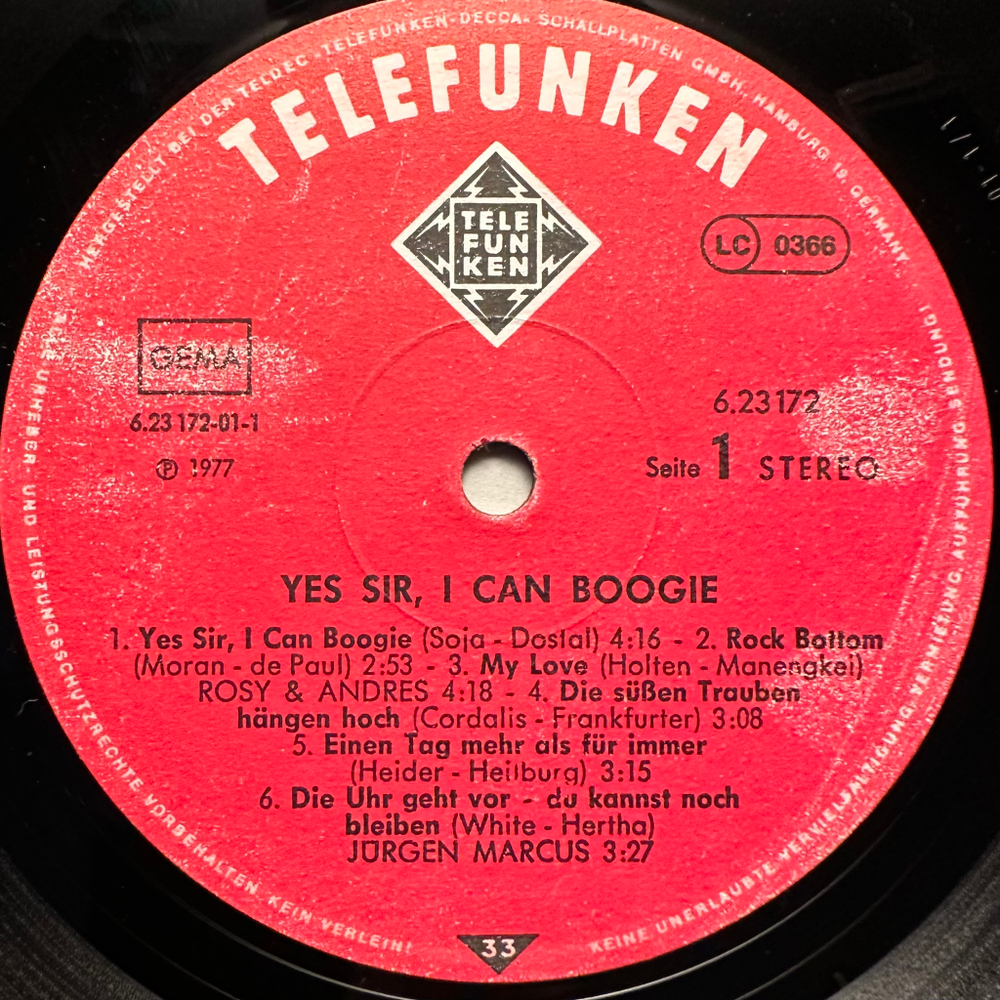 HERGESTELLT BEI DER TELDEC »TELEFUNKEN-DECCA« SCHALLPLATTEN GMBH, HAMBURG 19, GERMANY.
TELEFUNKEN
TELE
FUN
KEN
LC 0366
GEMA
6.23172
6.23 172-01-1
Seite 1 STEREO
℗ 1977
YES SIR, I CAN BOOGIE
1. Yes Sir, I Can Boogie (Soja - Dostal) 4:16 - 2. Rock Bottom
(Moran - de Paul) 2:53 - 3. My Love (Holten - Manengkei)
ROSY & ANDRES 4:18 - 4. Die süßen Trauben
hängen hoch (Cordalis - Frankfurter) 3:08
5. Einen Tag mehr als für immer
(Heider - Heilburg) 3:15
6. Die Uhr geht vor - du kannst noch
bleiben (White - Hertha)
JÜRGEN MARCUS 3:27
33
URHEBER UND LEISTUNGSSCHUTZRECHTE VORBEHALTEN KEIN VERLEIH!
KEINE UNERLAUBTE VERVIELFÄLTIGUNG, VERMIETUNG, AUFFÜHRUNG, SENDUNG!